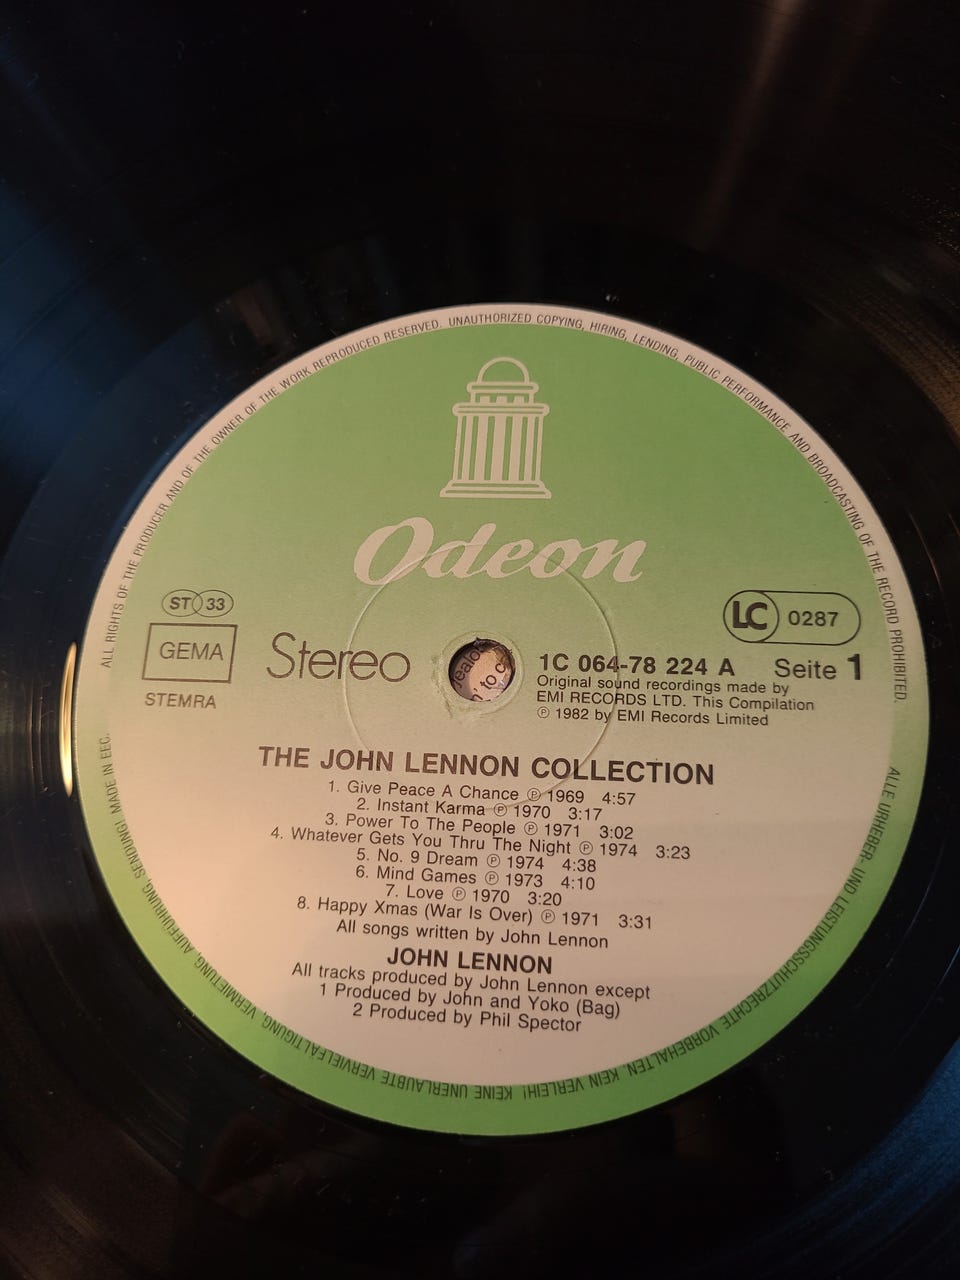 ALL RIGHTS OF THE PRODUCER AND OF THE OWNER OF THE WORK REPRODUCED RESERVED. UNAUTHORIZED COPYING, HIRING, LENDING, PUBLIC PERFORMANCE AND BROADCASTING OF THE RECORD PROHIBITED.
Odeon
ST 33
GEMA
STEMRA
Stereo
LC 0287
1C 064-78 224 A Seite 1
Original sound recordings made by
EMI RECORDS LTD. This Compilation
℗ 1982 by EMI Records Limited
THE JOHN LENNON COLLECTION
1. Give Peace A Chance ℗ 1969 4:57
2. Instant Karma ℗ 1970 3:17
3. Power To The People ℗ 1971 3:02
4. Whatever Gets You Thru The Night ℗ 1974 3:23
5. No. 9 Dream ℗ 1974 4:38
6. Mind Games ℗ 1973 4:10
7. Love ℗ 1970 3:20
8. Happy Xmas (War Is Over) ℗ 1971 3:31
All songs written by John Lennon
JOHN LENNON
All tracks produced by John Lennon except
1 Produced by John and Yoko (Bag)
2 Produced by Phil Spector
ALLE URHEBER- UND LEISTUNGSSCHUTZRECHTE VORBEHALTEN. KEIN VERLEIH! KEINE UNERLAUBTE VERVIELFÄLTIGUNG, VERMIETUNG, AUFFÜHRUNG, SENDUNG! MADE IN EEC.